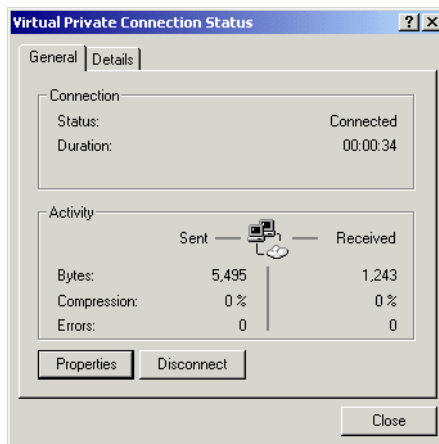 Virtual Private Connection Status
General Details
Connection
Status: Connected
Duration: 00:00:34
Activity
Sent Received
Bytes: 5,495 1,243
Compression: 0 % 0 %
Errors: 0 0
Properties Disconnect
Close